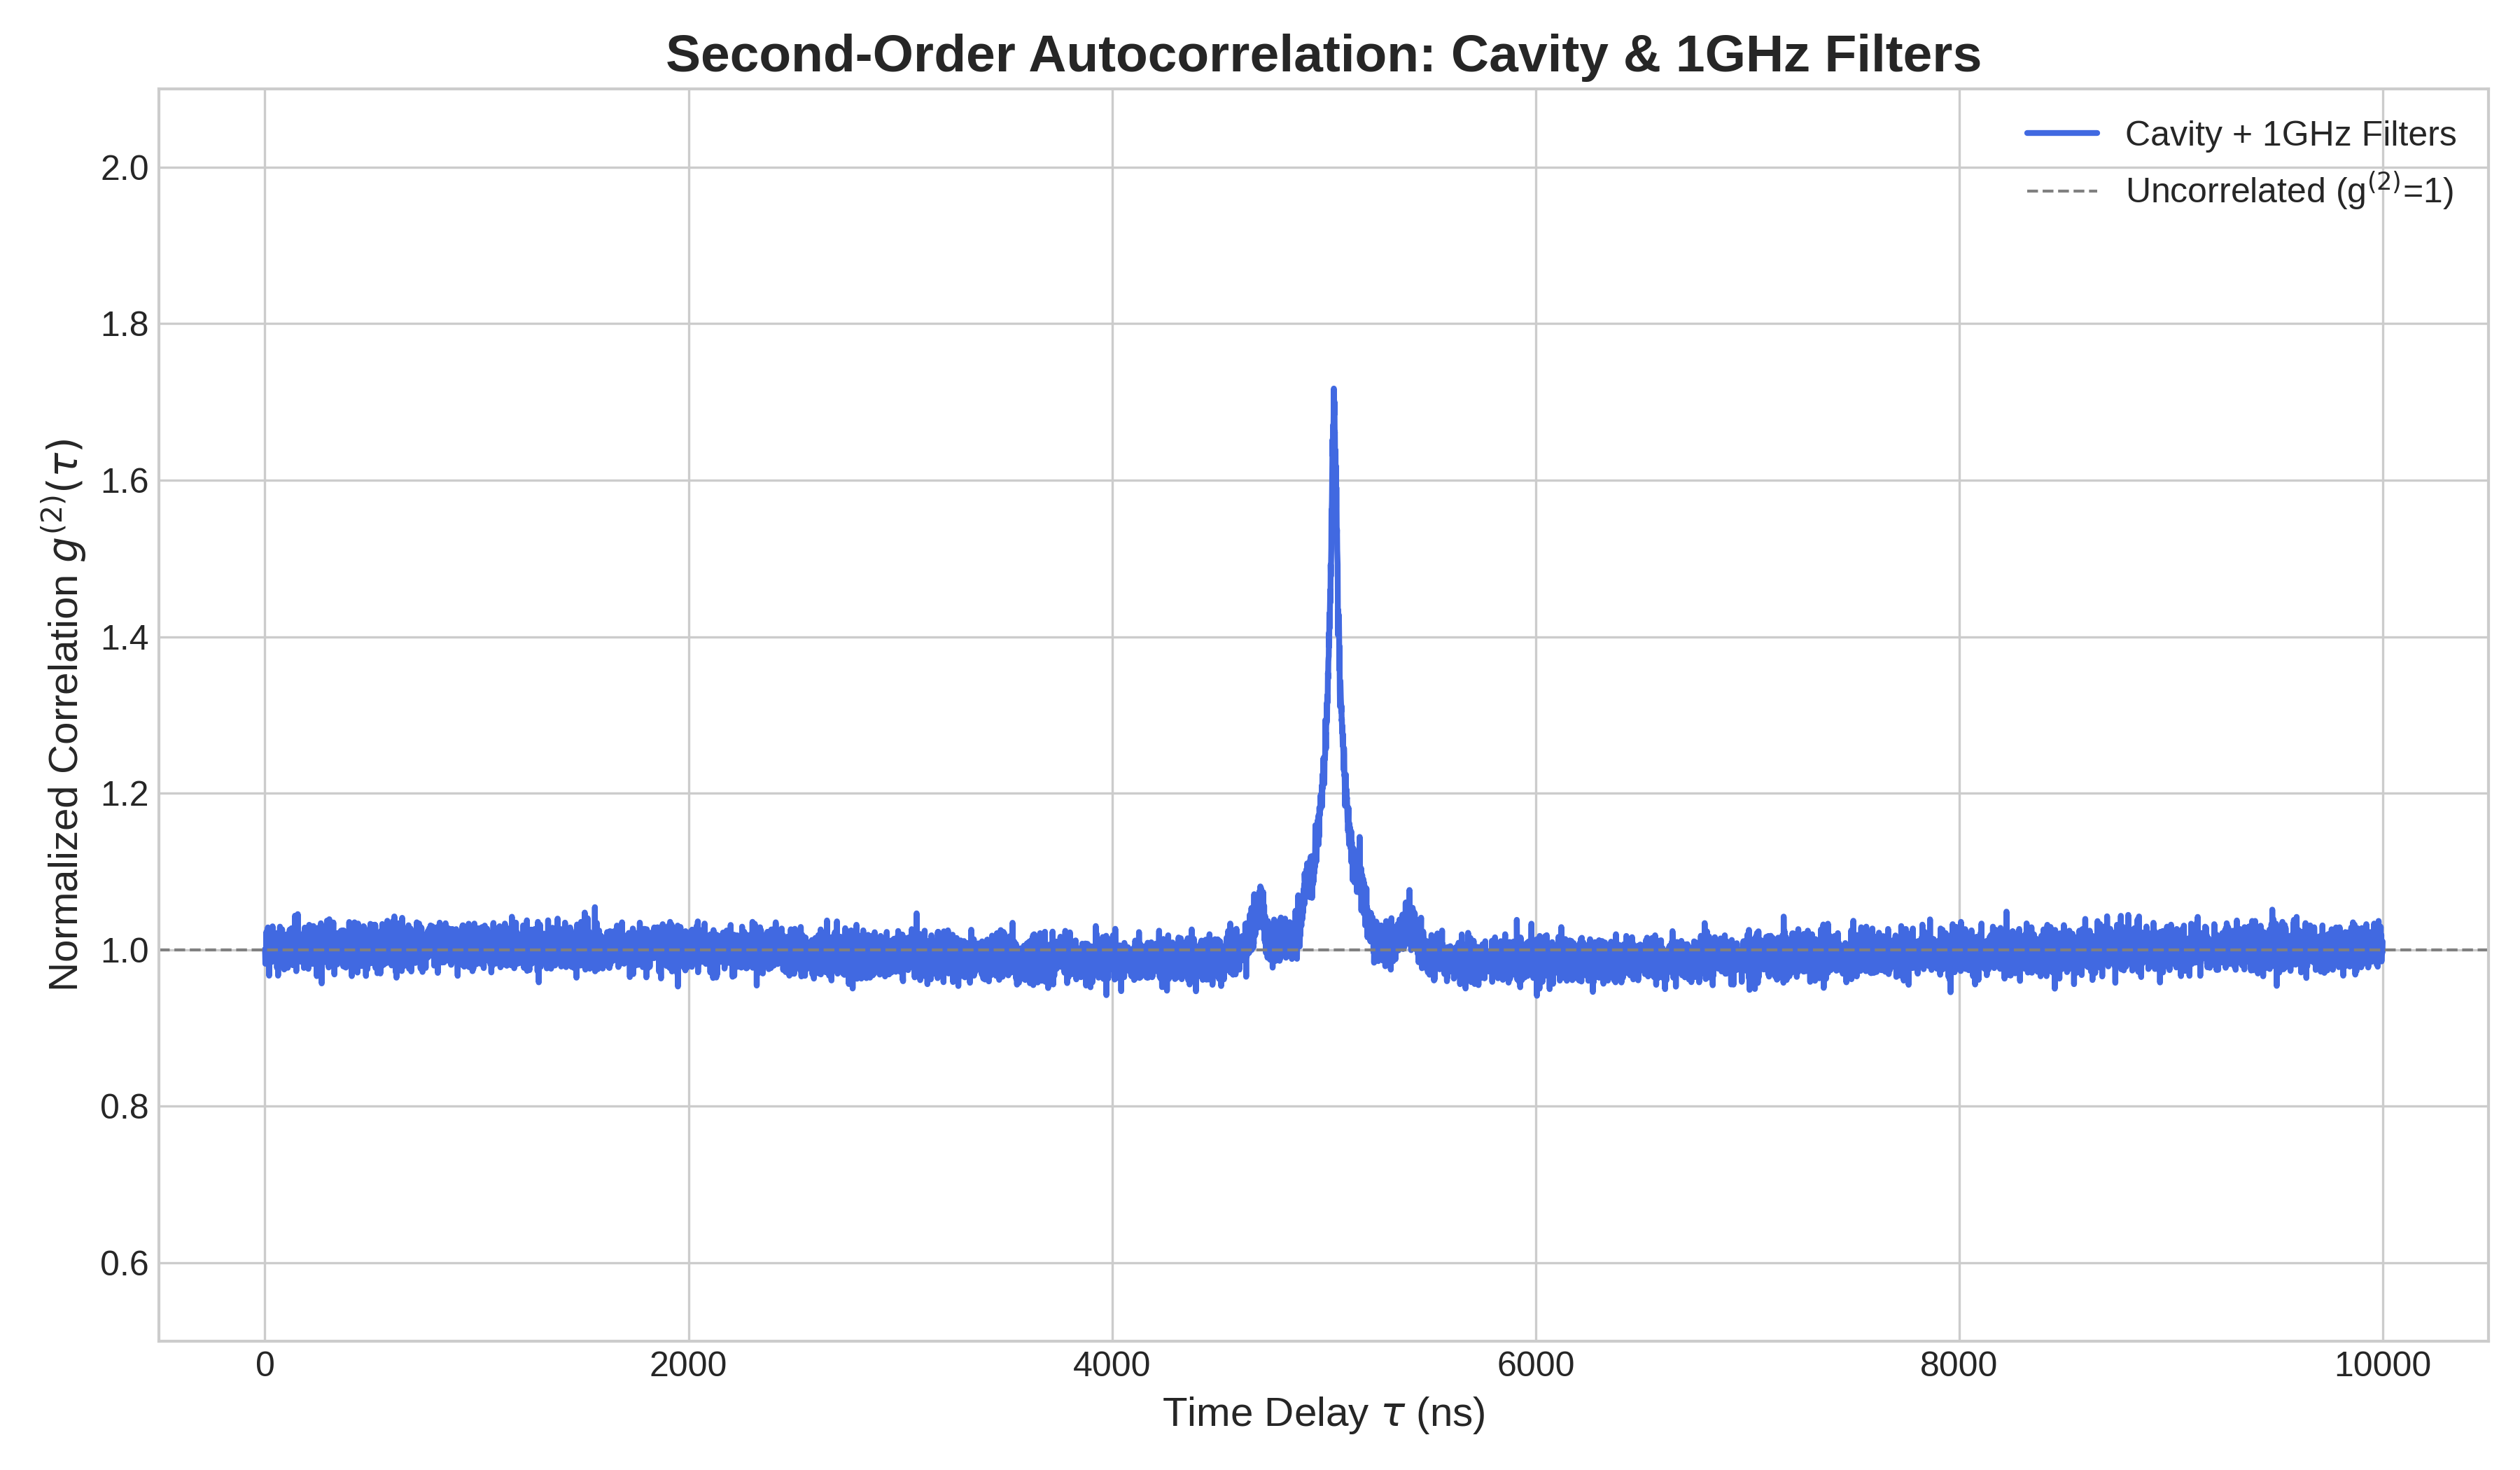 Second-Order Autocorrelation: Cavity & 1GHz Filters
Cavity + 1GHz Filters
Uncorrelated (g⁽²⁾=1)
Normalized Correlation g⁽²⁾(τ)
2.0
1.8
1.6
1.4
1.2
1.0
0.8
0.6
0 2000 4000 6000 8000 10000
Time Delay τ (ns)